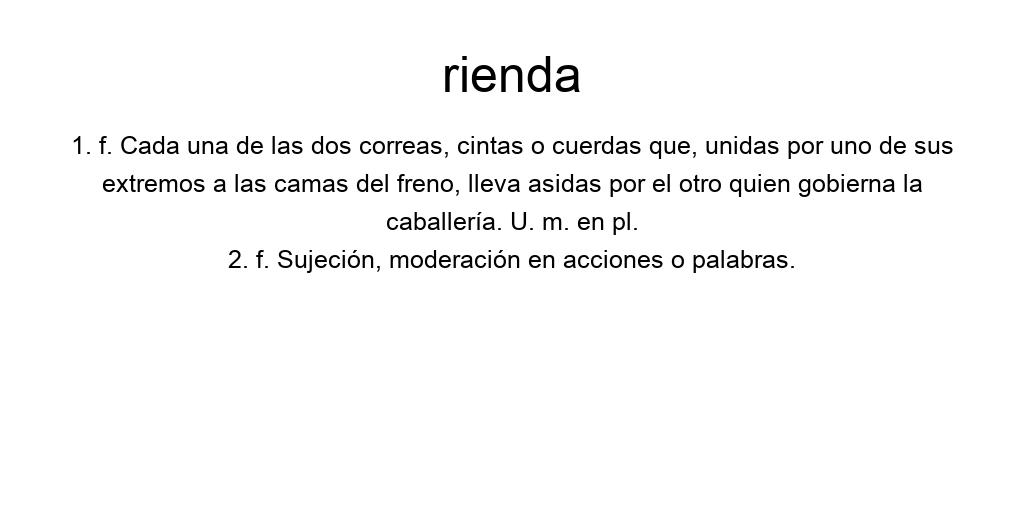 rienda
1. f. Cada una de las dos correas, cintas o cuerdas que, unidas por uno de sus
extremos a las camas del freno, lleva asidas por el otro quien gobierna la
caballería. U. m. en pl.
2. f. Sujeción, moderación en acciones o palabras.